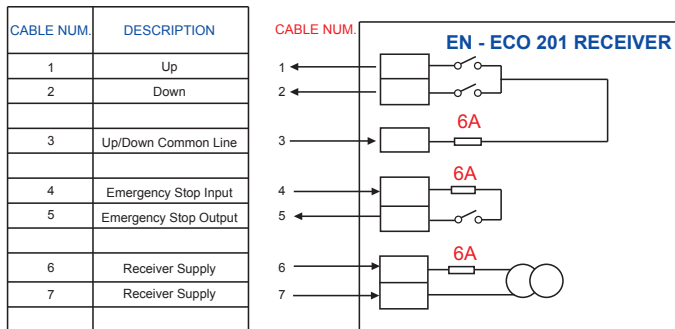 CABLE NUM. DESCRIPTION
1 Up
2 Down
3 Up/Down Common Line
4 Emergency Stop Input
5 Emergency Stop Output
6 Receiver Supply
7 Receiver Supply
CABLE NUM.
EN - ECO 201 RECEIVER
1
2
3
6A
4
6A
5
6
6A
7